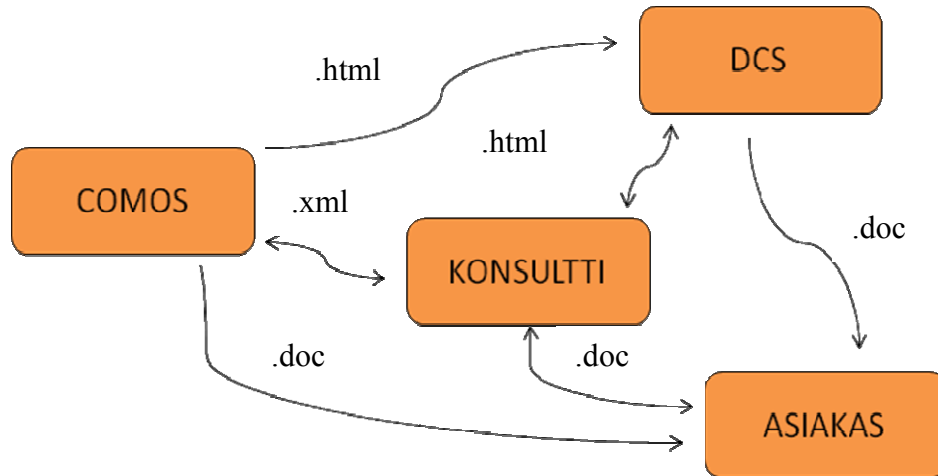 DCS
.html
.html
COMOS
.xml
.doc
KONSULTTI
.doc
.doc
ASIAKAS